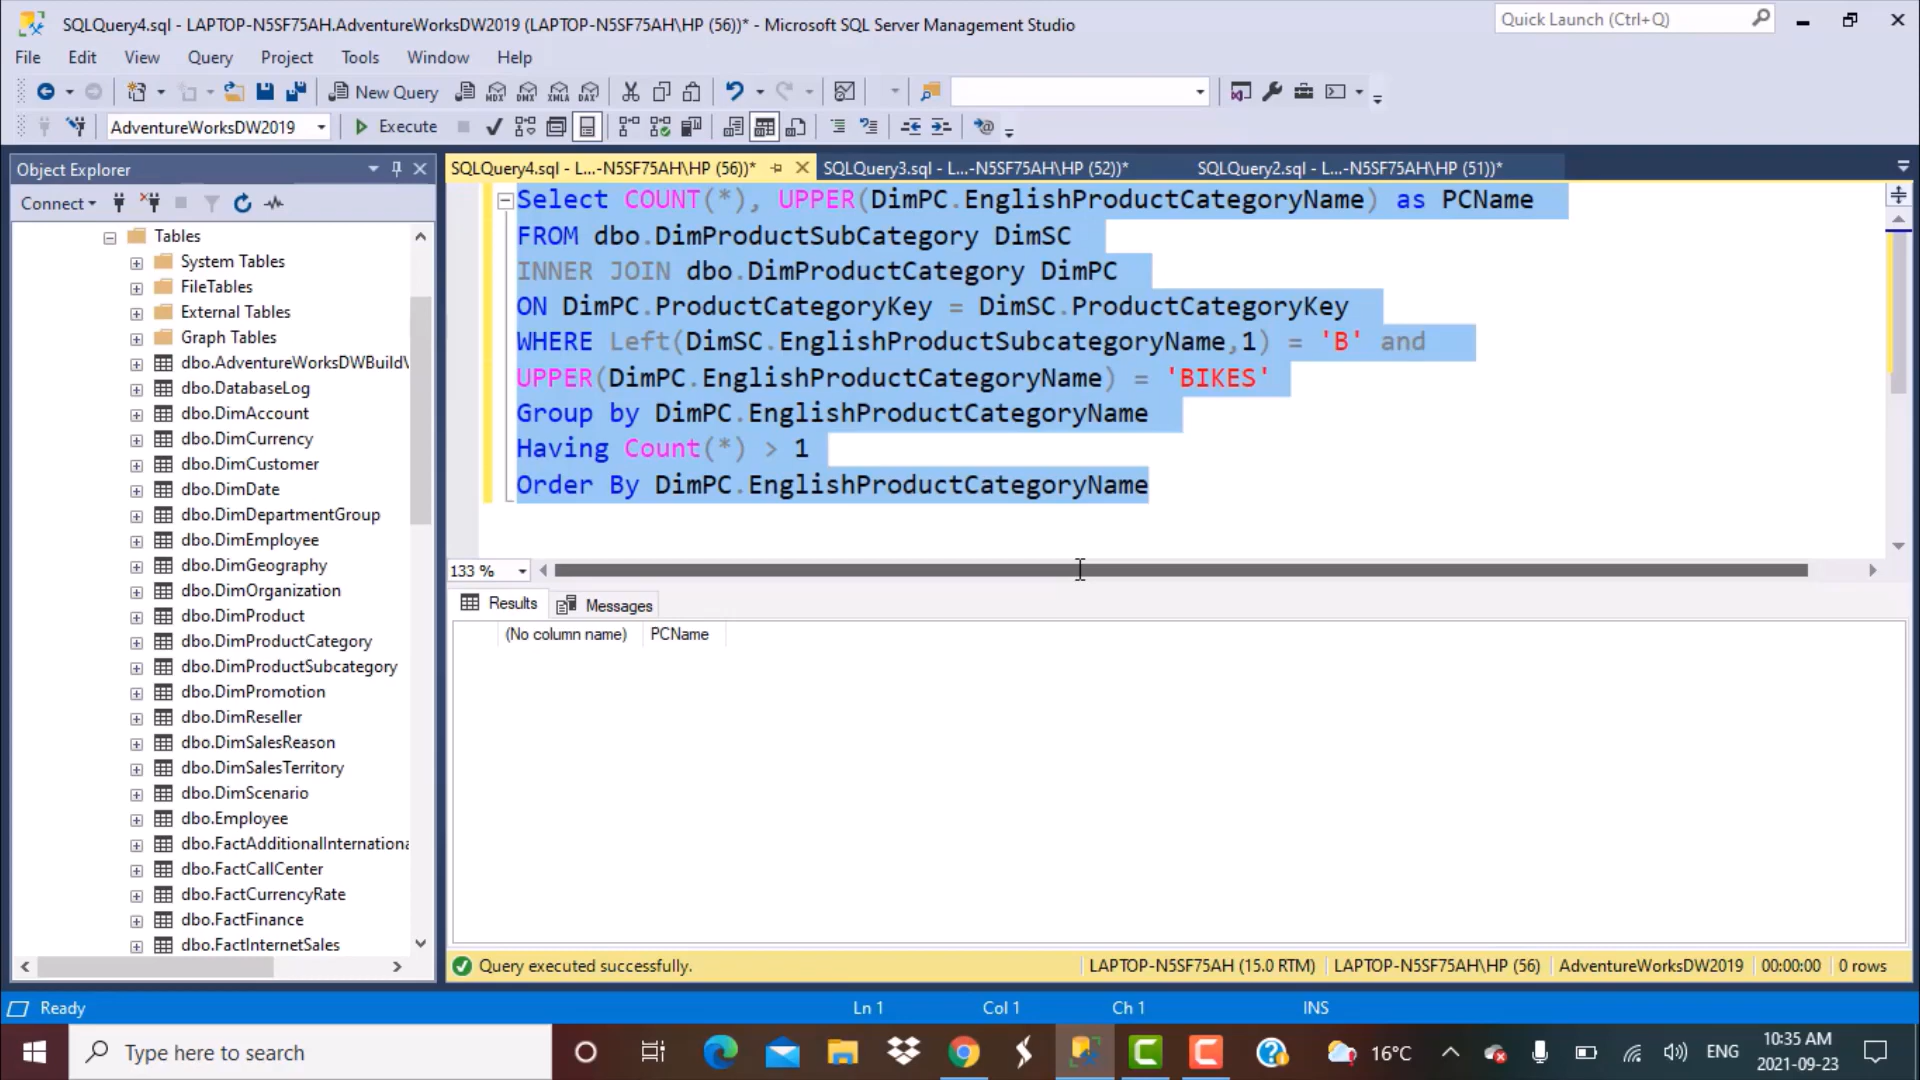 SQLQuery4.sql - LAPTOP-N5SF75AH.AdventureWorksDW2019 (LAPTOP-N5SF75AH\HP (56))* - Microsoft SQL Server Management Studio
Quick Launch (Ctrl+Q)
File Edit View Query Project Tools Window Help
New Query
MDX DMX XMLA DAX
AdventureWorksDW2019
Execute
Object Explorer
SQLQuery4.sql - L...-N5SF75AH\HP (56))*
SQLQuery3.sql - L...-N5SF75AH\HP (52))*
SQLQuery2.sql - L...-N5SF75AH\HP (51))*
Connect
Tables
System Tables
FileTables
External Tables
Graph Tables
dbo.AdventureWorksDWBuildV
dbo.DatabaseLog
dbo.DimAccount
dbo.DimCurrency
dbo.DimCustomer
dbo.DimDate
dbo.DimDepartmentGroup
dbo.DimEmployee
dbo.DimGeography
dbo.DimOrganization
dbo.DimProduct
dbo.DimProductCategory
dbo.DimProductSubcategory
dbo.DimPromotion
dbo.DimReseller
dbo.DimSalesReason
dbo.DimSalesTerritory
dbo.DimScenario
dbo.Employee
dbo.FactAdditionalInternationa
dbo.FactCallCenter
dbo.FactCurrencyRate
dbo.FactFinance
dbo.FactInternetSales
Select COUNT(*), UPPER(DimPC.EnglishProductCategoryName) as PCName
FROM dbo.DimProductSubCategory DimSC
INNER JOIN dbo.DimProductCategory DimPC
ON DimPC.ProductCategoryKey = DimSC.ProductCategoryKey
WHERE Left(DimSC.EnglishProductSubcategoryName,1) = 'B' and
UPPER(DimPC.EnglishProductCategoryName) = 'BIKES'
Group by DimPC.EnglishProductCategoryName
Having Count(*) > 1
Order By DimPC.EnglishProductCategoryName
133 %
Results Messages
(No column name) PCName
Query executed successfully.
LAPTOP-N5SF75AH (15.0 RTM) LAPTOP-N5SF75AH\HP (56) AdventureWorksDW2019 00:00:00 0 rows
Ready Ln 1 Col 1 Ch 1 INS
Type here to search
16°C
ENG
10:35 AM
2021-09-23